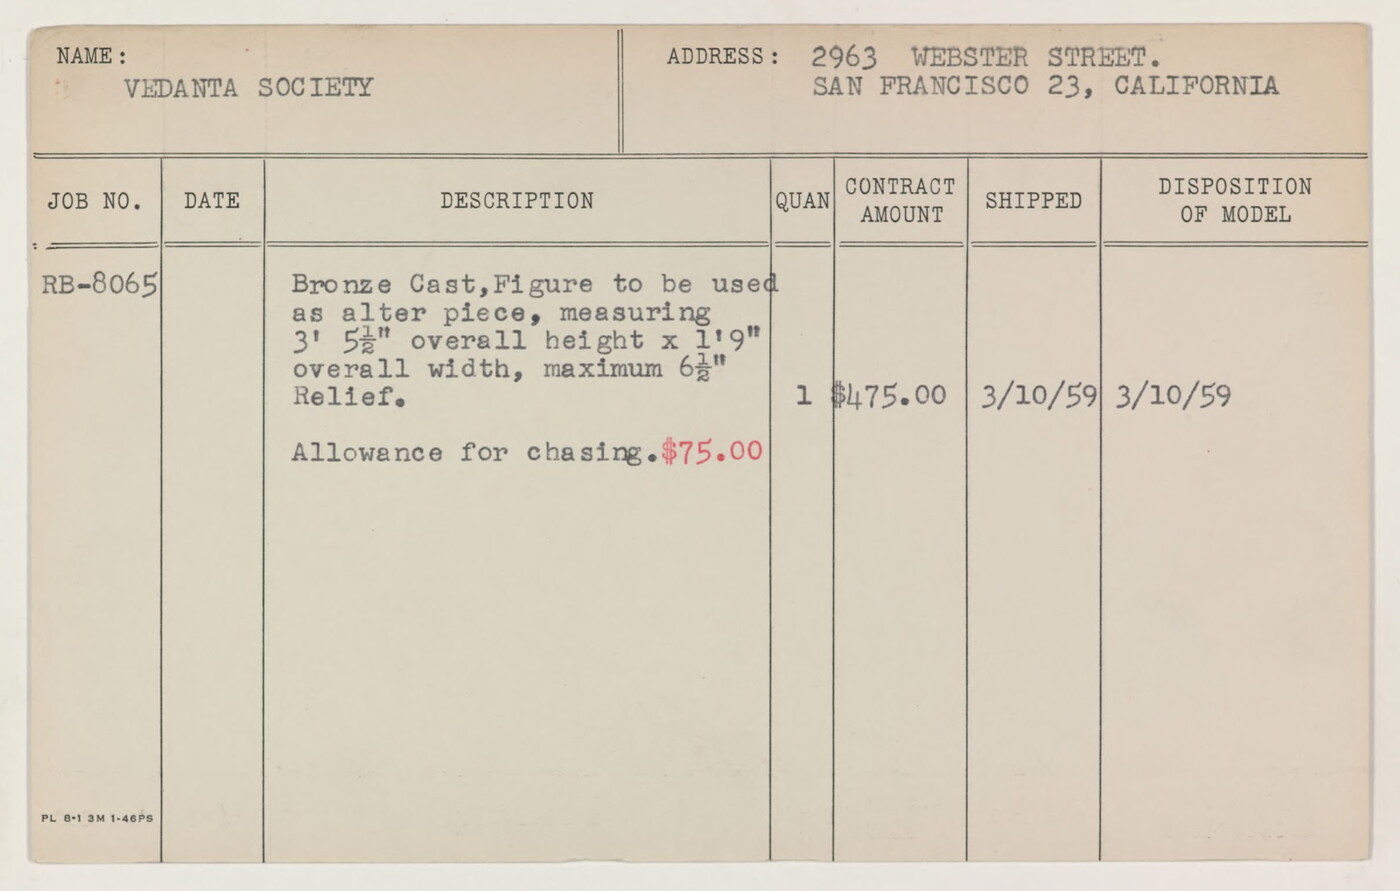 NAME:
VEDANTA SOCIETY
ADDRESS: 2963 WEBSTER STREET.
SAN FRANCISCO 23, CALIFORNIA
JOB NO. DATE DESCRIPTION QUAN CONTRACT AMOUNT SHIPPED DISPOSITION OF MODEL
RB-8065 Bronze Cast,Figure to be used
as alter piece, measuring
3' 5½" overall height x 1'9"
overall width, maximum 6½"
Relief. 1 $475.00 3/10/59 3/10/59
Allowance for chasing.$75.00
PL 8-1 3M 1-46PS